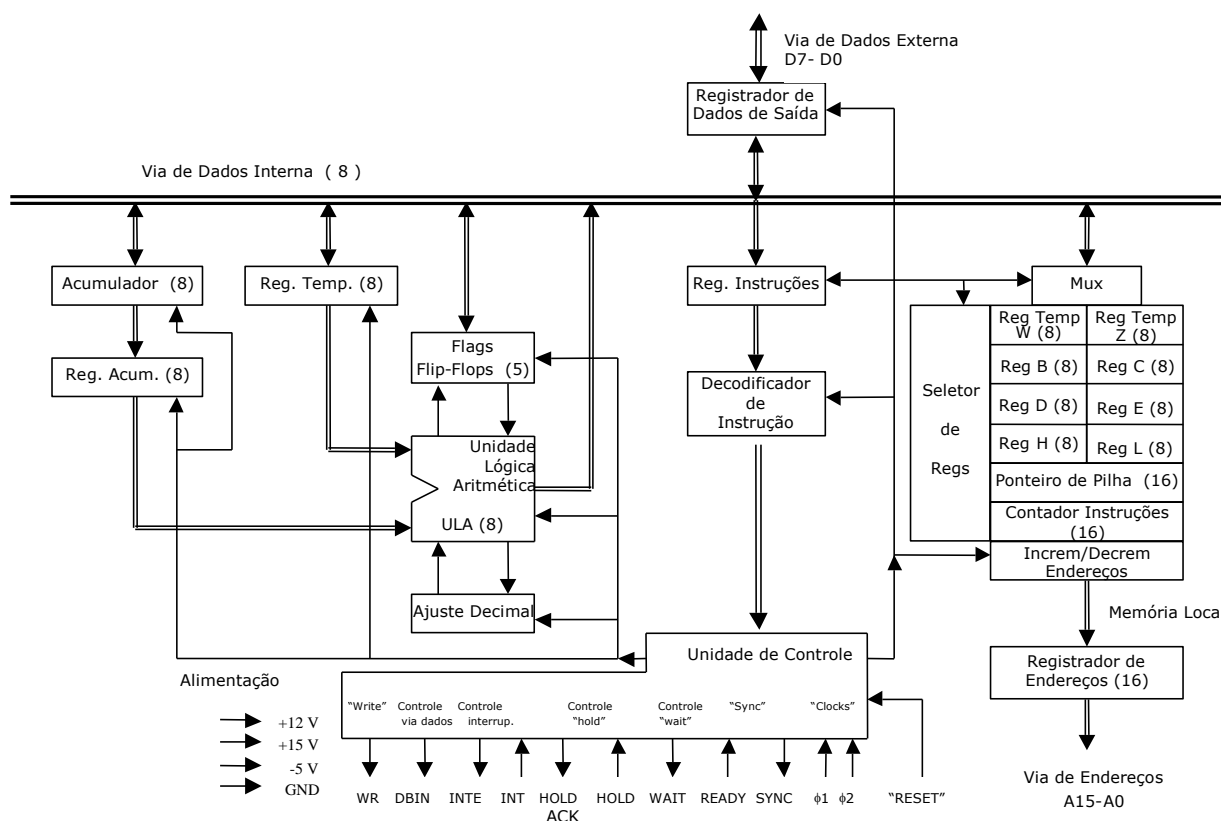 Via de Dados Externa
D7- D0
Registrador de
Dados de Saída
Via de Dados Interna ( 8 )
Acumulador (8)
Reg. Temp. (8)
Reg. Instruções
Mux
Flags
Flip-Flops (5)
Reg. Acum. (8)
Decodificador
de
Instrução
Seletor
de
Regs
Reg Temp
W (8)
Reg Temp
Z (8)
Reg B (8)
Reg C (8)
Reg D (8)
Reg E (8)
Reg H (8)
Reg L (8)
Ponteiro de Pilha (16)
Contador Instruções
(16)
Increm/Decrem
Endereços
Unidade
Lógica
Aritmética
ULA (8)
Ajuste Decimal
Memória Loca
Registrador de
Endereços (16)
Via de Endereços
A15-A0
Unidade de Controle
"Write"
Controle
via dados
Controle
interrup.
Controle
"hold"
Controle
"wait"
"Sync"
"Clocks"
Alimentação
+12 V
+15 V
-5 V
GND
WR
DBIN
INTE
INT
HOLD
ACK
HOLD
WAIT
READY
SYNC
ϕ1
ϕ2
"RESET"